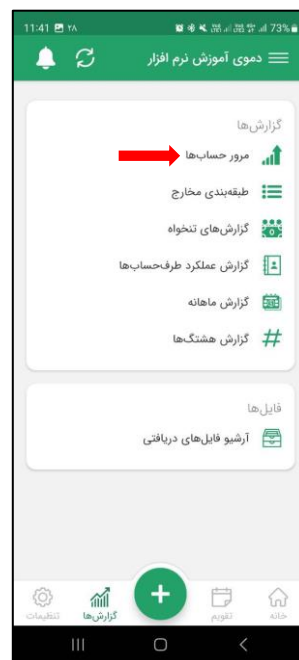 11:41 ۲۸ 73%
دموی آموزش نرم افزار
گزارش‌ها
مرور حساب‌ها
طبقه‌بندی مخارج
گزارش‌های تنخواه
گزارش عملکرد طرف‌حساب‌ها
گزارش ماهانه
گزارش هشتگ‌ها
فایل‌ها
آرشیو فایل‌های دریافتی
خانه تقویم گزارش‌ها تنظیمات